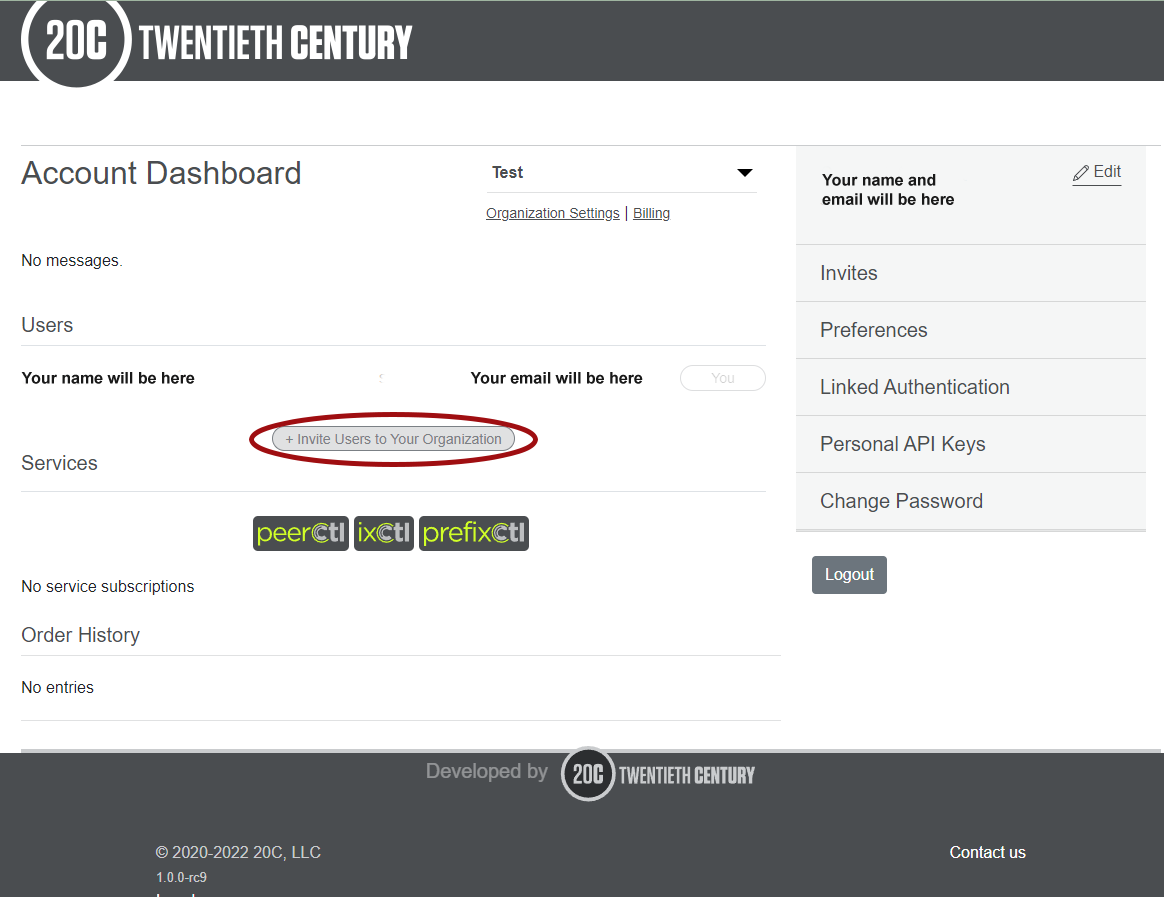 20C TWENTIETH CENTURY
Account Dashboard
Test
Organization Settings | Billing
No messages.
Users
Your name will be here Your email will be here You
+ Invite Users to Your Organization
Services
peerCtl ixCtl prefixCtl
No service subscriptions
Order History
No entries
Your name and
email will be here
Edit
Invites
Preferences
Linked Authentication
Personal API Keys
Change Password
Logout
Developed by 20C TWENTIETH CENTURY
© 2020-2022 20C, LLC
1.0.0-rc9
Contact us